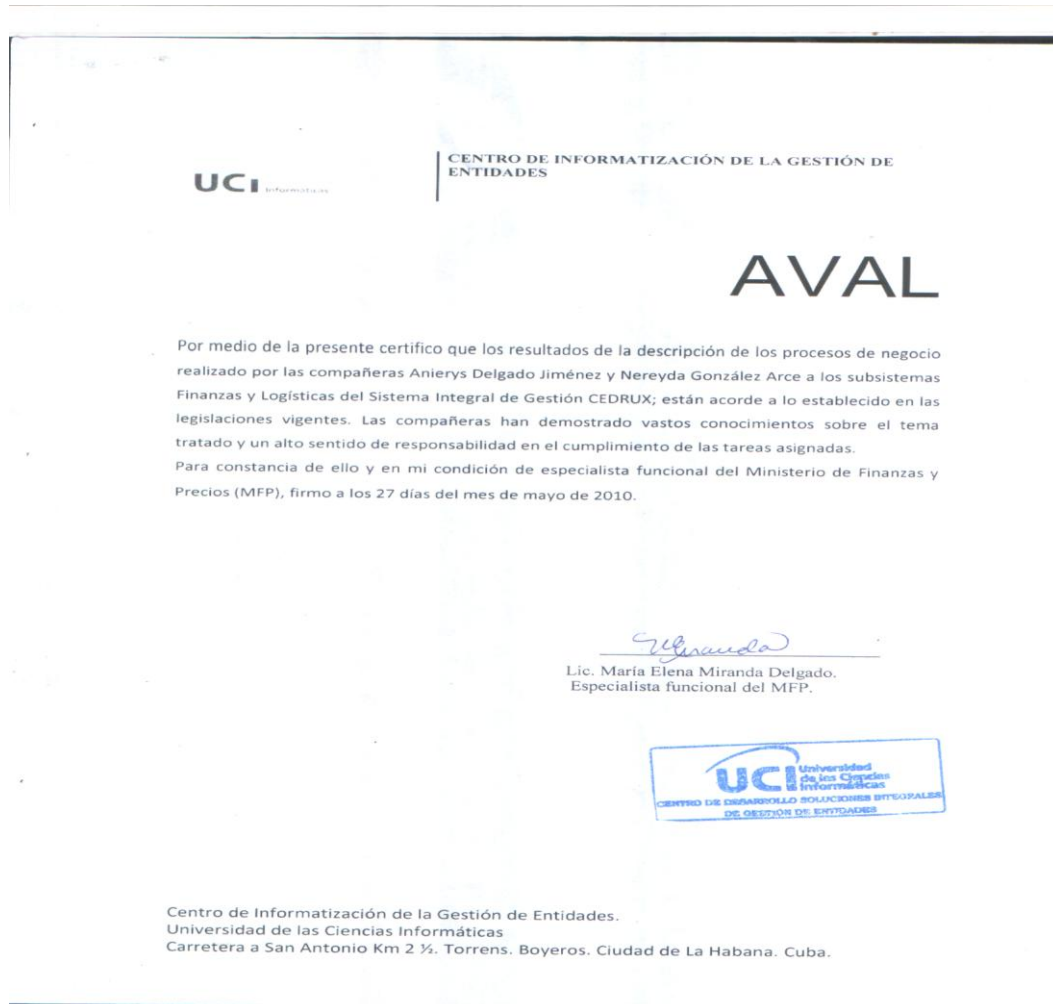 UCI Informáticas
CENTRO DE INFORMATIZACIÓN DE LA GESTIÓN DE
ENTIDADES
AVAL
Por medio de la presente certifico que los resultados de la descripción de los procesos de negocio
realizado por las compañeras Anierys Delgado Jiménez y Nereyda González Arce a los subsistemas
Finanzas y Logísticas del Sistema Integral de Gestión CEDRUX; están acorde a lo establecido en las
legislaciones vigentes. Las compañeras han demostrado vastos conocimientos sobre el tema
tratado y un alto sentido de responsabilidad en el cumplimiento de las tareas asignadas.
Para constancia de ello y en mi condición de especialista funcional del Ministerio de Finanzas y
Precios (MFP), firmo a los 27 días del mes de mayo de 2010.
MMiranda
Lic. María Elena Miranda Delgado.
Especialista funcional del MFP.
UCI Universidad
de las Ciencias
Informáticas
CENTRO DE DESARROLLO SOLUCIONES INTEGRALES
DE GESTIÓN DE ENTIDADES
Centro de Informatización de la Gestión de Entidades.
Universidad de las Ciencias Informáticas
Carretera a San Antonio Km 2 ½. Torrens. Boyeros. Ciudad de La Habana. Cuba.